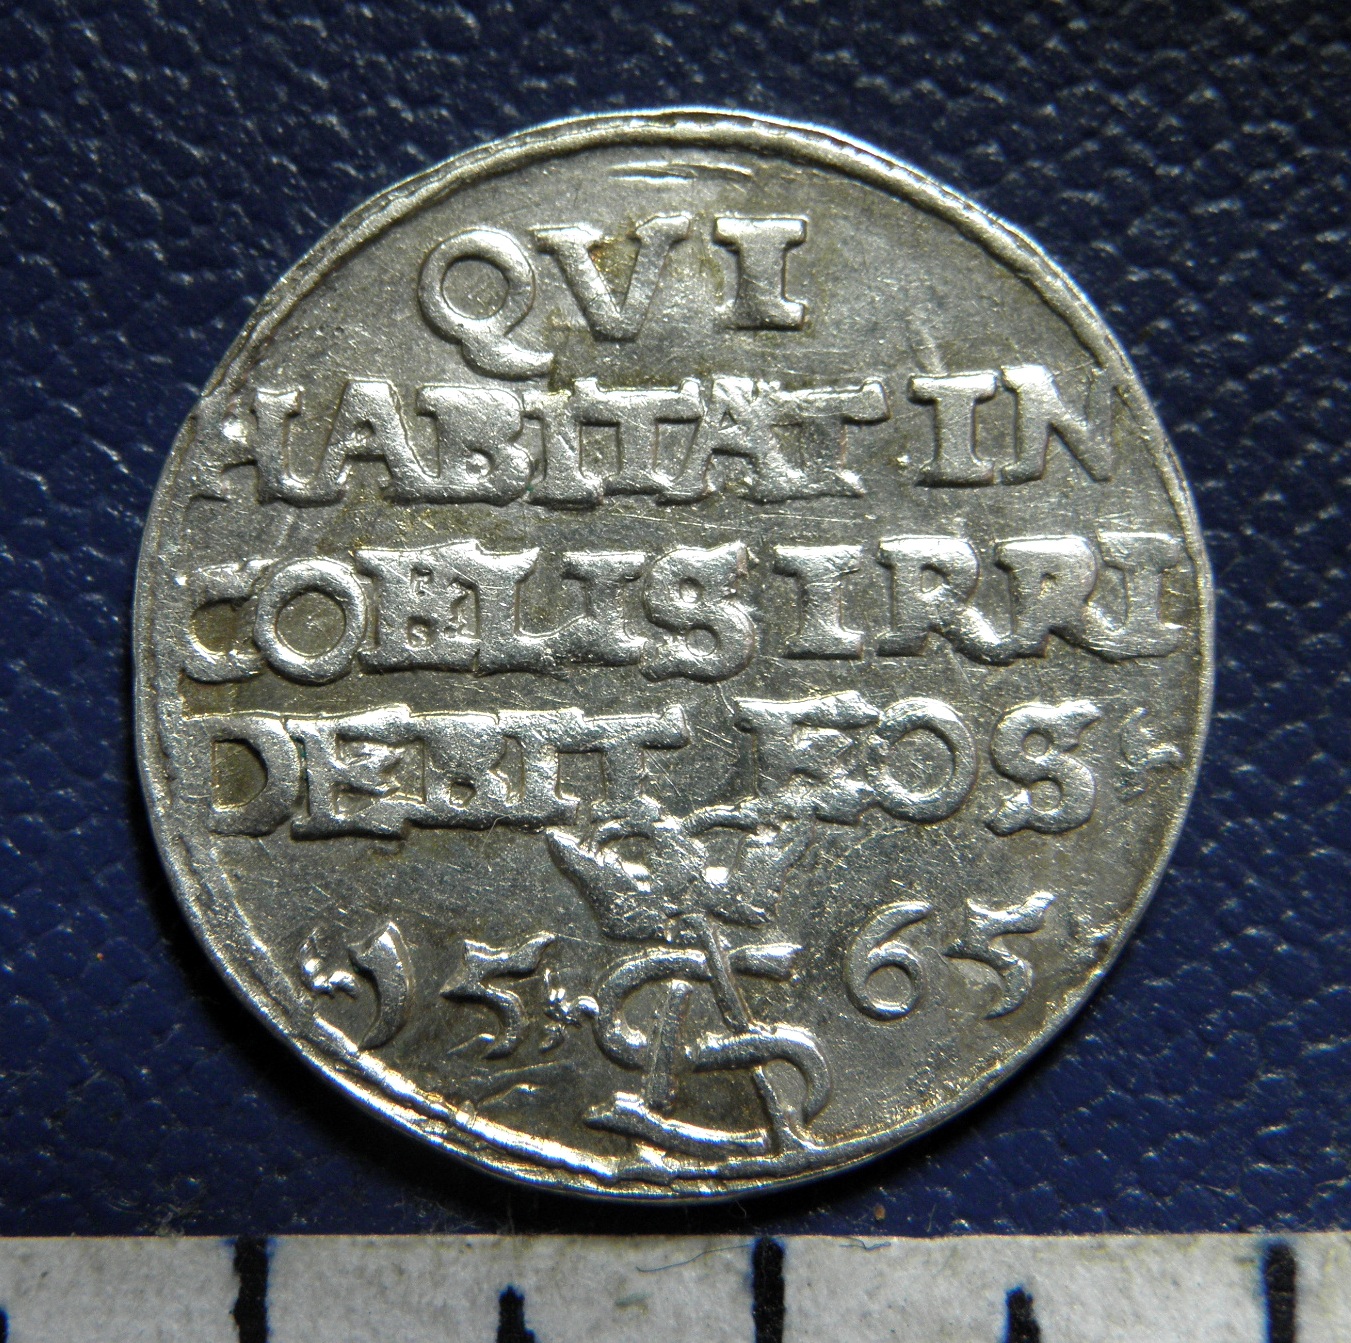 QVI
HABITAT IN
COELIS IRRI
DEBIT EOS
15 65